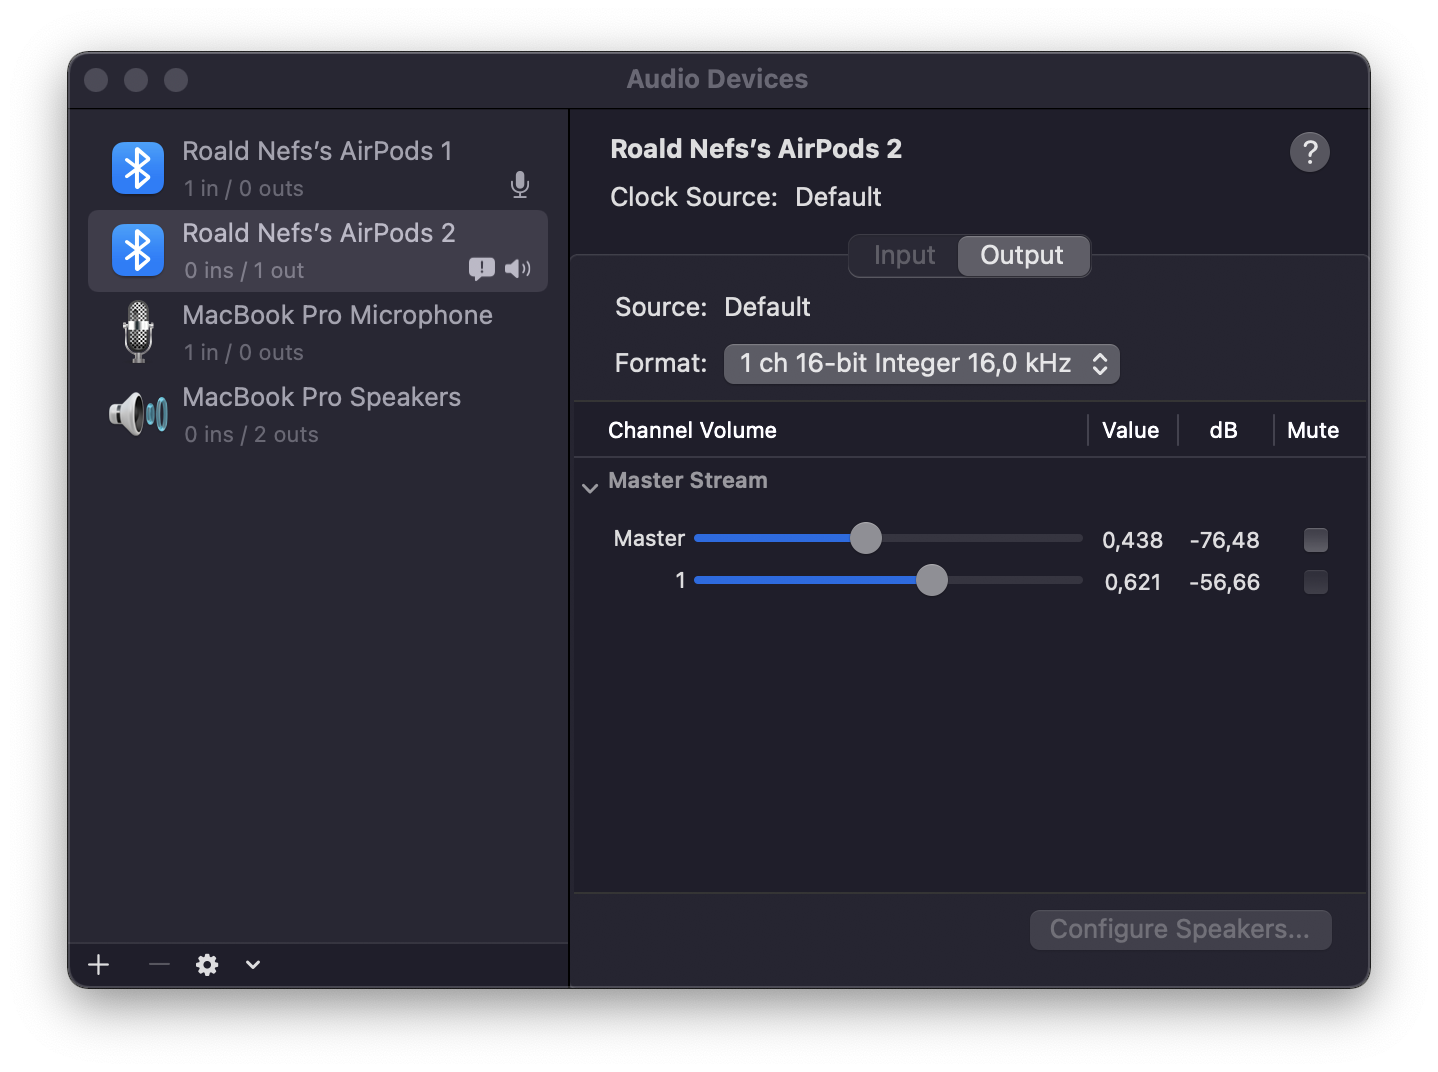 Audio Devices
Roald Nefs’s AirPods 1
1 in / 0 outs
Roald Nefs’s AirPods 2
0 ins / 1 out
MacBook Pro Microphone
1 in / 0 outs
MacBook Pro Speakers
0 ins / 2 outs
Roald Nefs’s AirPods 2
?
Clock Source: Default
Input Output
Source: Default
Format: 1 ch 16-bit Integer 16,0 kHz
Channel Volume Value dB Mute
Master Stream
Master 0,438 -76,48
1 0,621 -56,66
Configure Speakers...